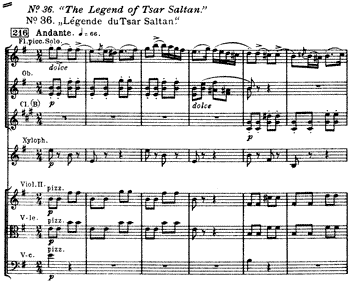 Nº 36. "The Legend of Tsar Saltan."
Nº 36. „Légende du Tsar Saltan."
216 Andante. ♩= 66.
Fl. picc. Solo.
dolce
Ob.
p
dolce
Cl. (B)
p
Xyloph.
p
Viol. II. pizz.
p
V-le. pizz.
p
V-c. pizz.
p